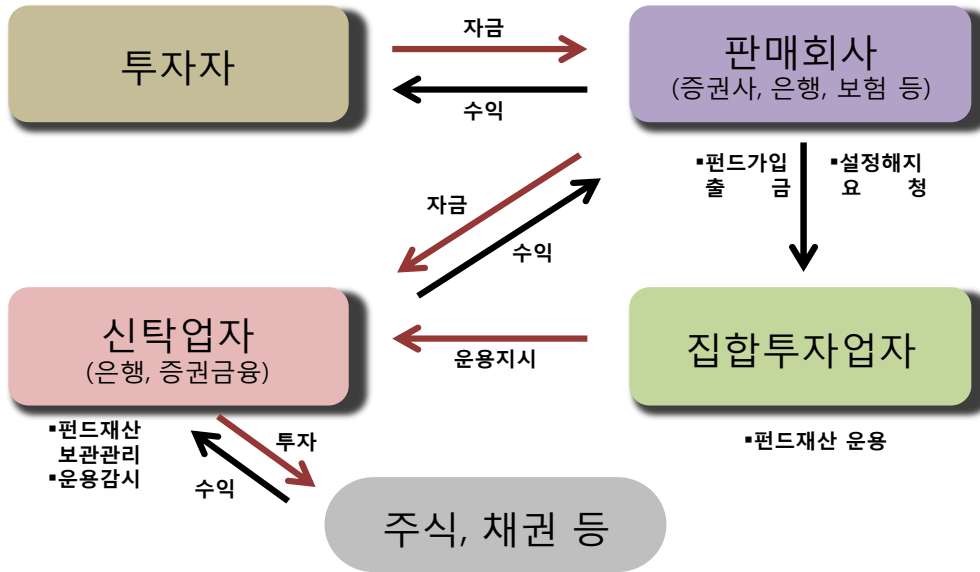 투자자
자금
수익
판매회사
(증권사, 은행, 보험 등)
▪펀드가입
출 금
▪설정해지
요 청
자금
수익
신탁업자
(은행, 증권금융)
운용지시
집합투자업자
▪펀드재산
보관관리
▪운용감시
투자
수익
▪펀드재산 운용
주식, 채권 등